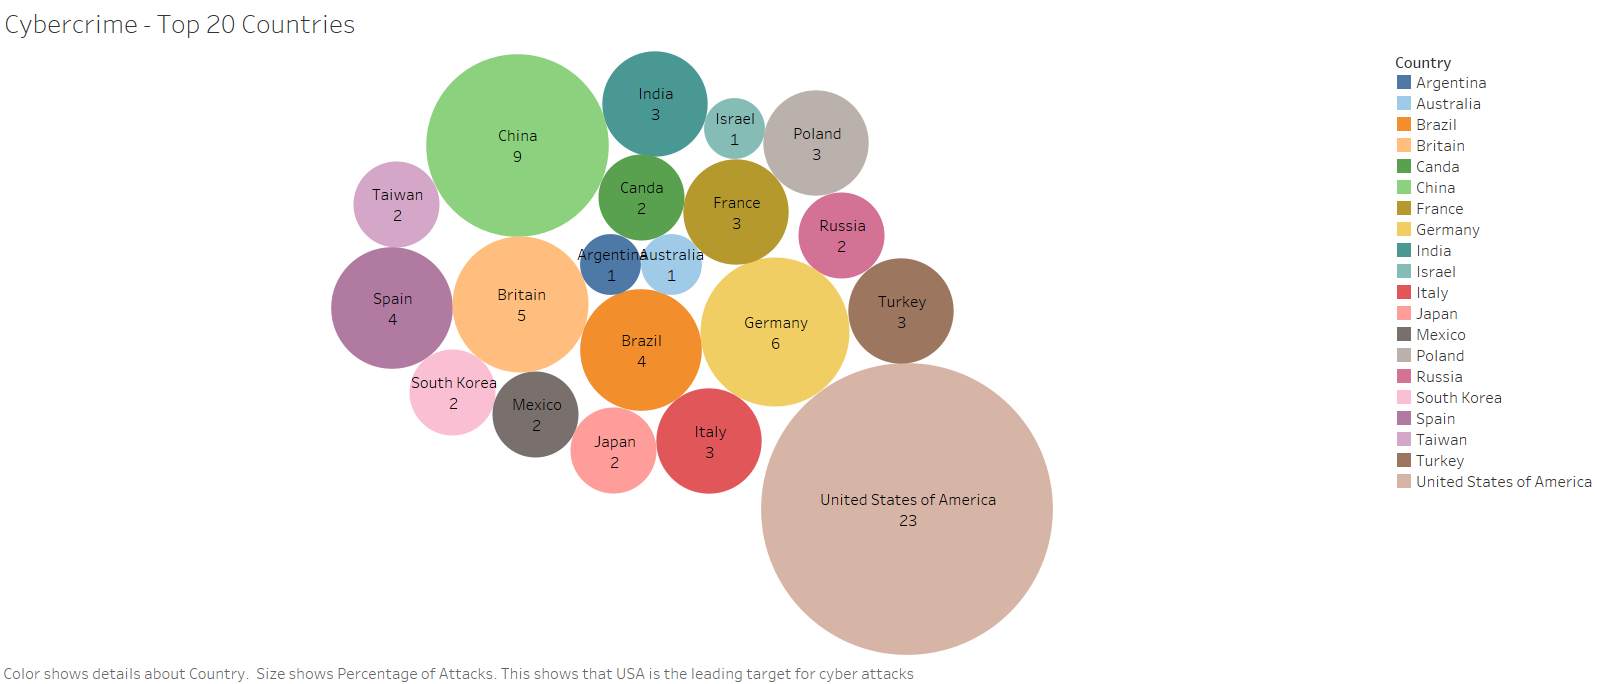 Cybercrime - Top 20 Countries
China
9
India
3
Israel
1
Poland
3
Taiwan
2
Canda
2
France
3
Russia
2
Argentina
1
Australia
1
Spain
4
Britain
5
Brazil
4
Germany
6
Turkey
3
South Korea
2
Mexico
2
Japan
2
Italy
3
United States of America
23
Country
Argentina
Australia
Brazil
Britain
Canda
China
France
Germany
India
Israel
Italy
Japan
Mexico
Poland
Russia
South Korea
Spain
Taiwan
Turkey
United States of America
Color shows details about Country.  Size shows Percentage of Attacks. This shows that USA is the leading target for cyber attacks